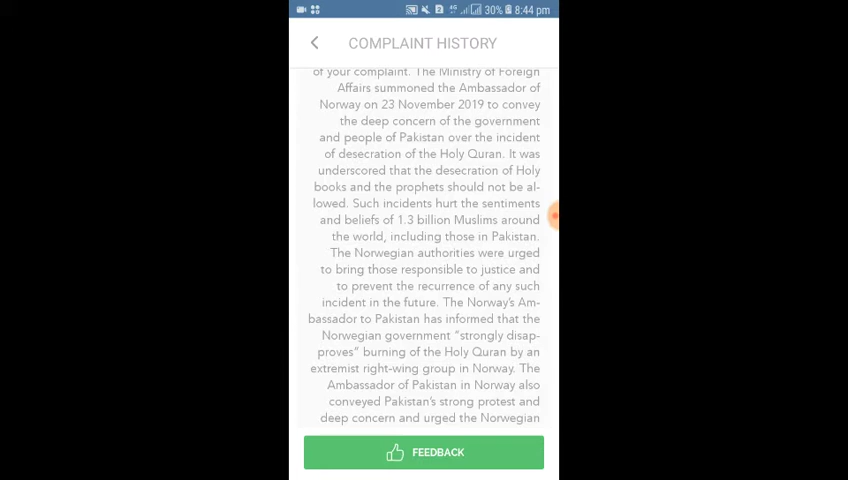 4G 30% 8:44 pm
COMPLAINT HISTORY
of your complaint. The Ministry of Foreign
Affairs summoned the Ambassador of
Norway on 23 November 2019 to convey
the deep concern of the government
and people of Pakistan over the incident
of desecration of the Holy Quran. It was
underscored that the desecration of Holy
books and the prophets should not be al-
lowed. Such incidents hurt the sentiments
and beliefs of 1.3 billion Muslims around
the world, including those in Pakistan.
The Norwegian authorities were urged
to bring those responsible to justice and
to prevent the recurrence of any such
incident in the future. The Norway's Am-
bassador to Pakistan has informed that the
Norwegian government “strongly disap-
proves” burning of the Holy Quran by an
extremist right-wing group in Norway. The
Ambassador of Pakistan in Norway also
conveyed Pakistan's strong protest and
deep concern and urged the Norwegian
FEEDBACK